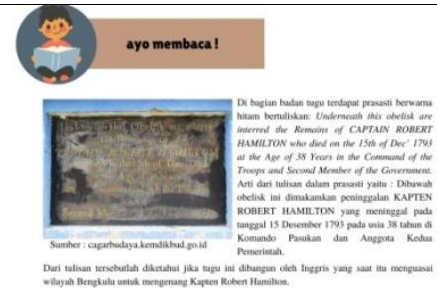 ayo membaca !
Di bagian badan tugu terdapat prasasti berwarna
hitam bertuliskan: Underneath this obelisk are
interred the Remains of CAPTAIN ROBERT
HAMILTON who died on the 15th of Dec' 1793
at the Age of 38 Years in the Command of the
Troops and Second Member of the Government.
Arti dari tulisan dalam prasasti yaitu : Dibawah
obelisk ini dimakamkan peninggalan KAPTEN
ROBERT HAMILTON yang meninggal pada
tanggal 15 Desember 1793 pada usia 38 tahun di
Komando Pasukan dan Anggota Kedua
Pemerintah.
Sumber : cagarbudaya.kemdikbud.go.id
Dari tulisan tersebutlah diketahui jika tugu ini dibangun oleh Inggris yang saat itu menguasai
wilayah Bengkulu untuk mengenang Kapten Robert Hamilton.